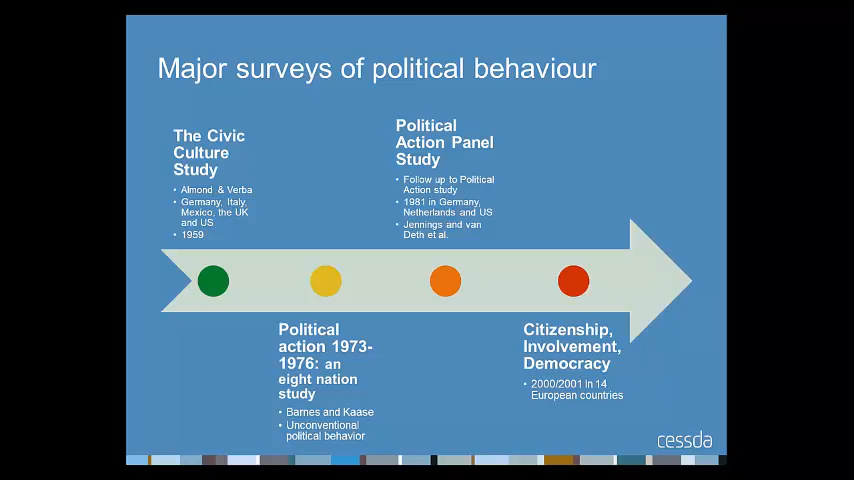 Major surveys of political behaviour
The Civic
Culture
Study
• Almond & Verba
• Germany, Italy,
Mexico, the UK
and US
• 1959
Political
Action Panel
Study
• Follow up to Political
Action study
• 1981 in Germany,
Netherlands and US
• Jennings and van
Deth et al.
Political
action 1973-
1976: an
eight nation
study
• Barnes and Kaase
• Unconventional
political behavior
Citizenship,
Involvement,
Democracy
• 2000/2001 in 14
European countries
cessda